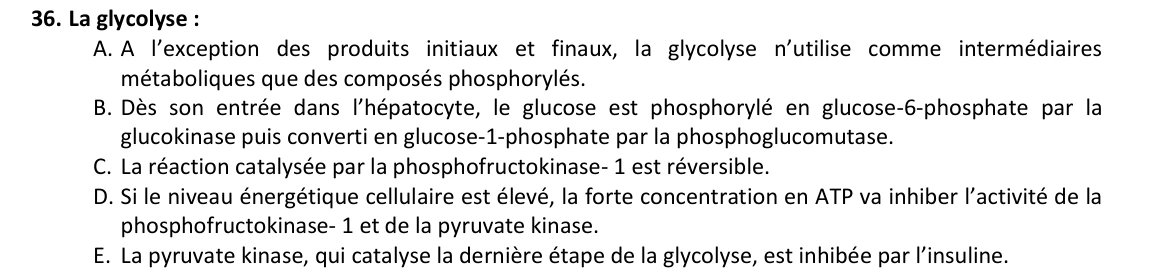 36. La glycolyse :
A. A l’exception des produits initiaux et finaux, la glycolyse n’utilise comme intermédiaires
métaboliques que des composés phosphorylés.
B. Dès son entrée dans l’hépatocyte, le glucose est phosphorylé en glucose-6-phosphate par la
glucokinase puis converti en glucose-1-phosphate par la phosphoglucomutase.
C. La réaction catalysée par la phosphofructokinase- 1 est réversible.
D. Si le niveau énergétique cellulaire est élevé, la forte concentration en ATP va inhiber l’activité de la
phosphofructokinase- 1 et de la pyruvate kinase.
E. La pyruvate kinase, qui catalyse la dernière étape de la glycolyse, est inhibée par l’insuline.